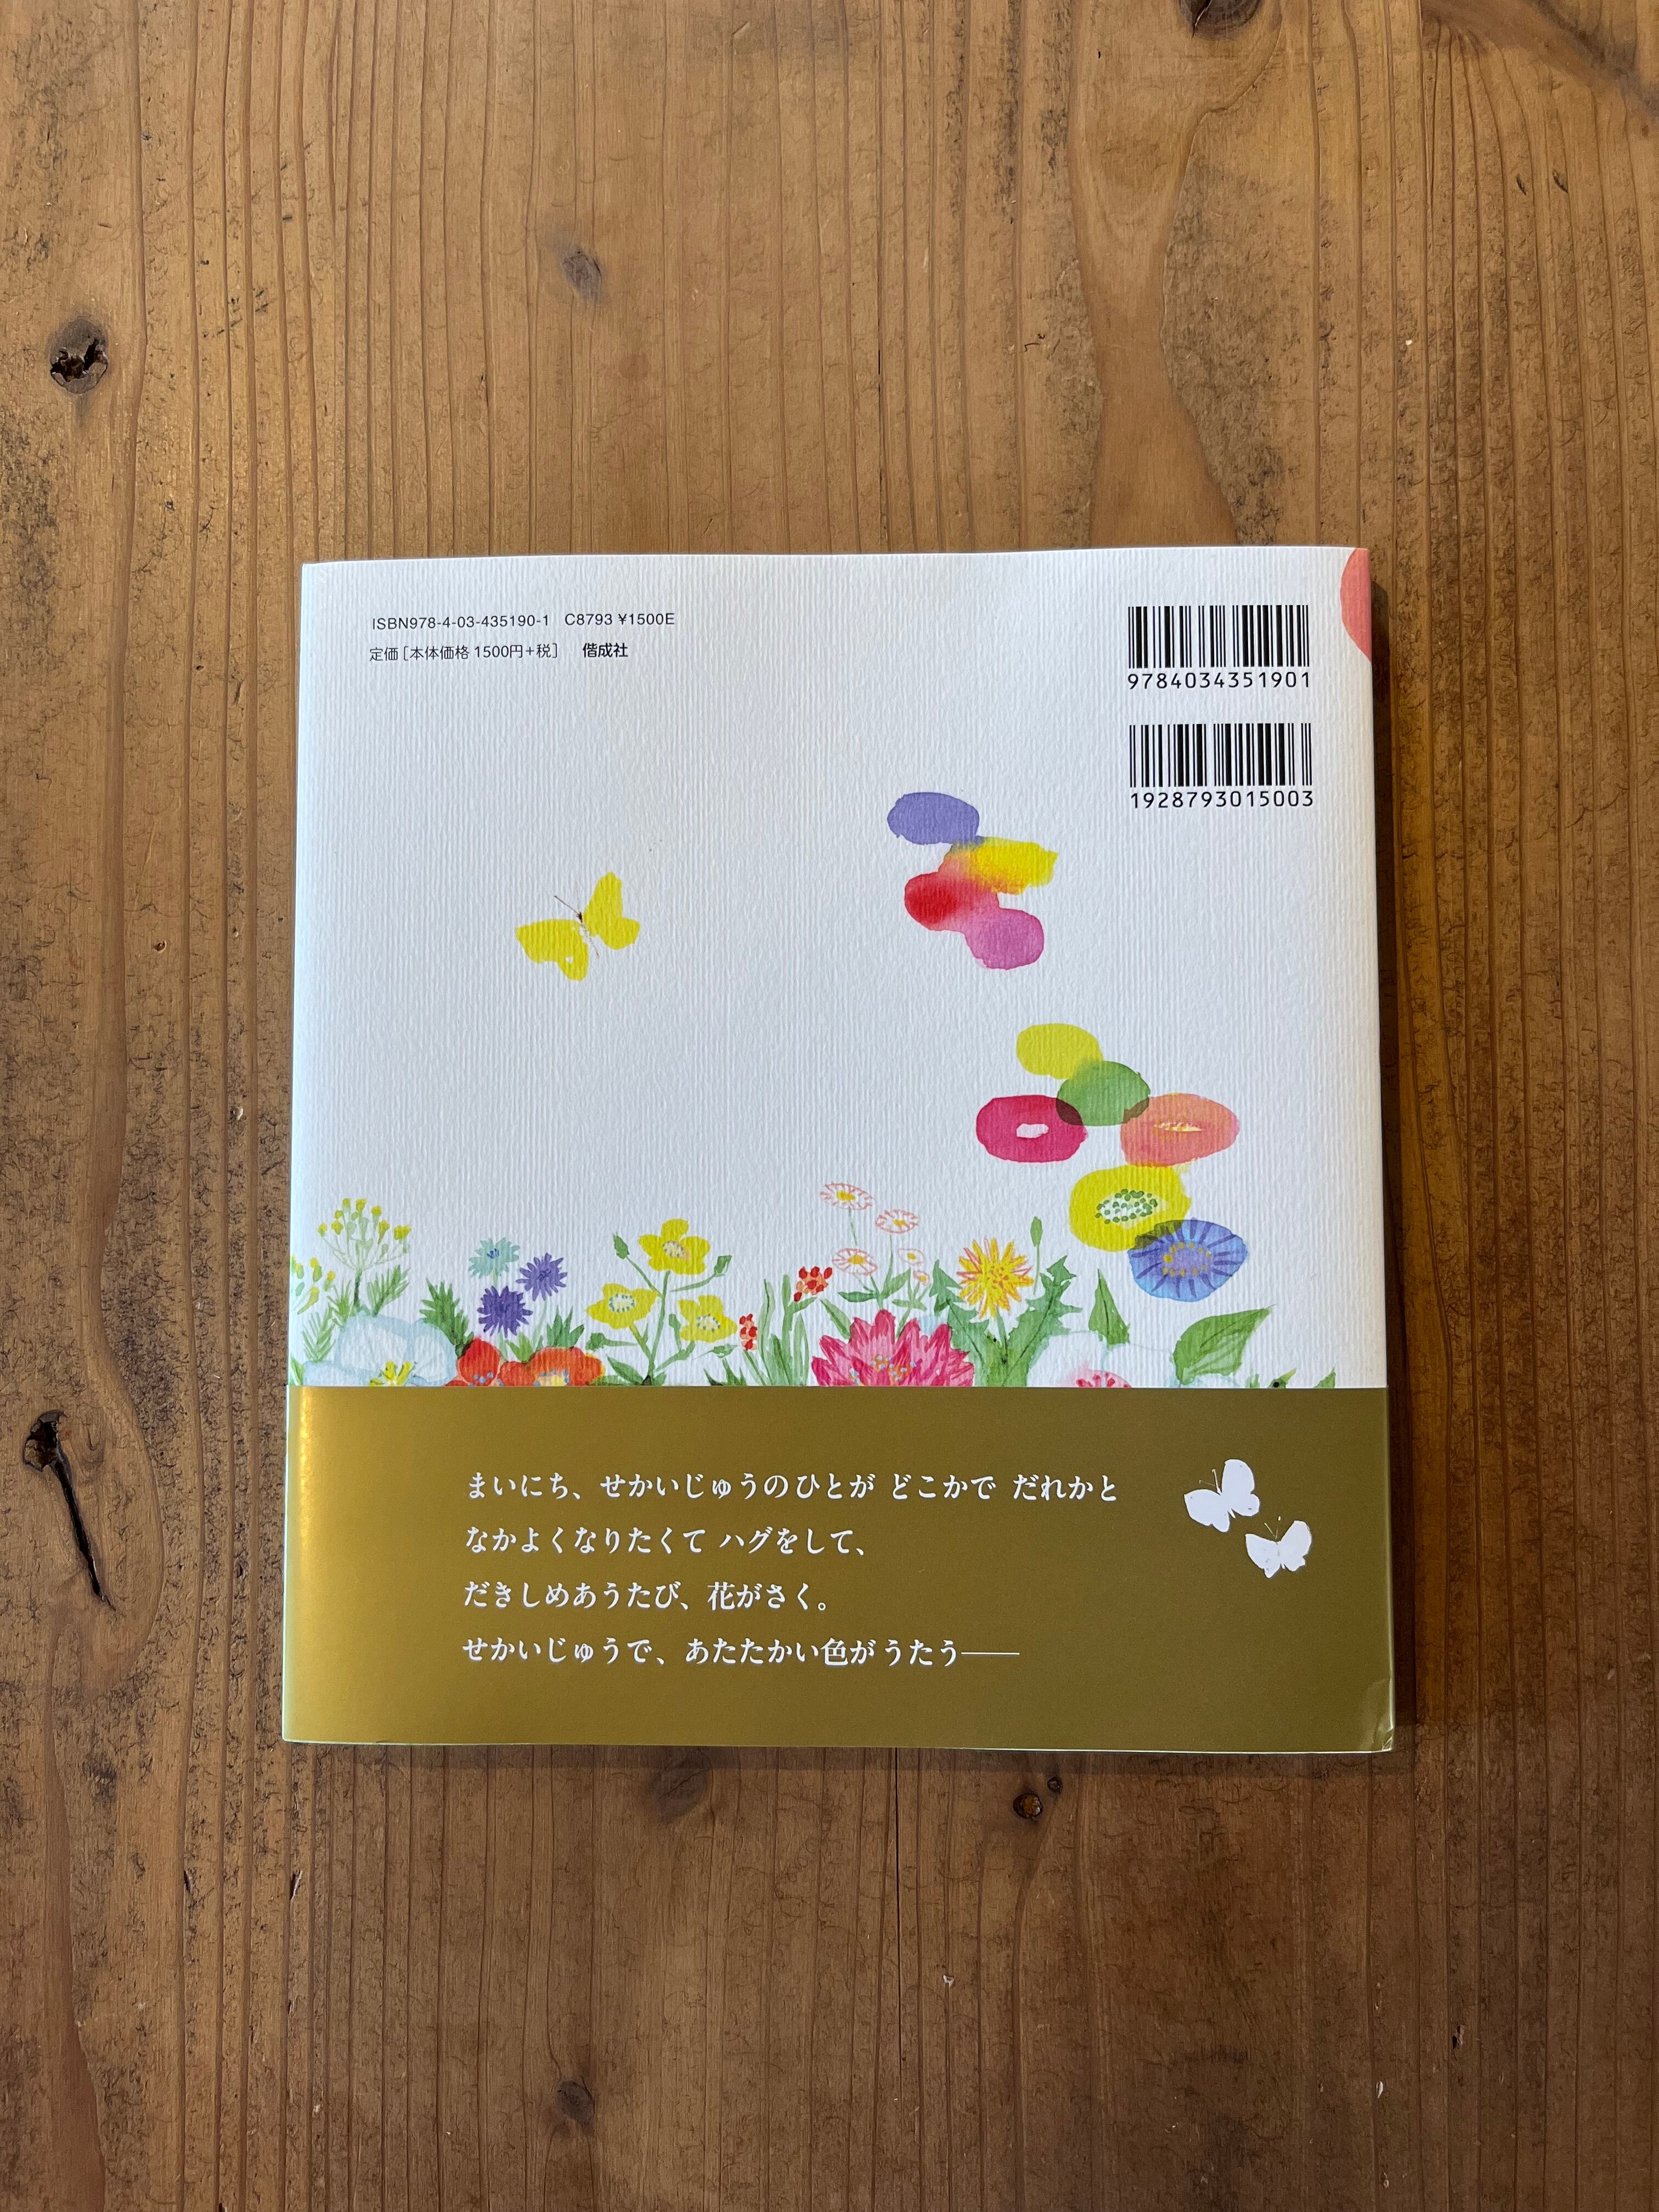 ISBN978-4-03-435190-1 C8793 ¥1500E
定価［本体価格 1500円+税］ 偕成社
9784034351901
1928793015003
まいにち、せかいじゅうのひとが どこかで だれかと
なかよくなりたくて ハグをして、
だきしめあうたび、花がさく。
せかいじゅうで、あたたかい色がうたう――